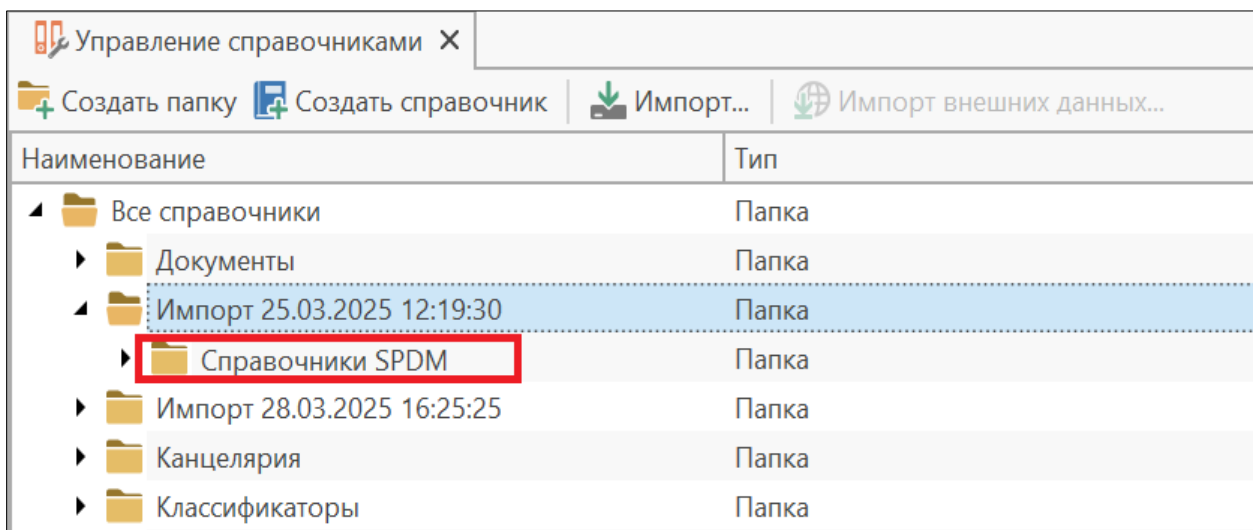 Управление справочниками
Создать папку Создать справочник Импорт... Импорт внешних данных...
Наименование Тип
Все справочники Папка
Документы Папка
Импорт 25.03.2025 12:19:30 Папка
Справочники SPDM Папка
Импорт 28.03.2025 16:25:25 Папка
Канцелярия Папка
Классификаторы Папка